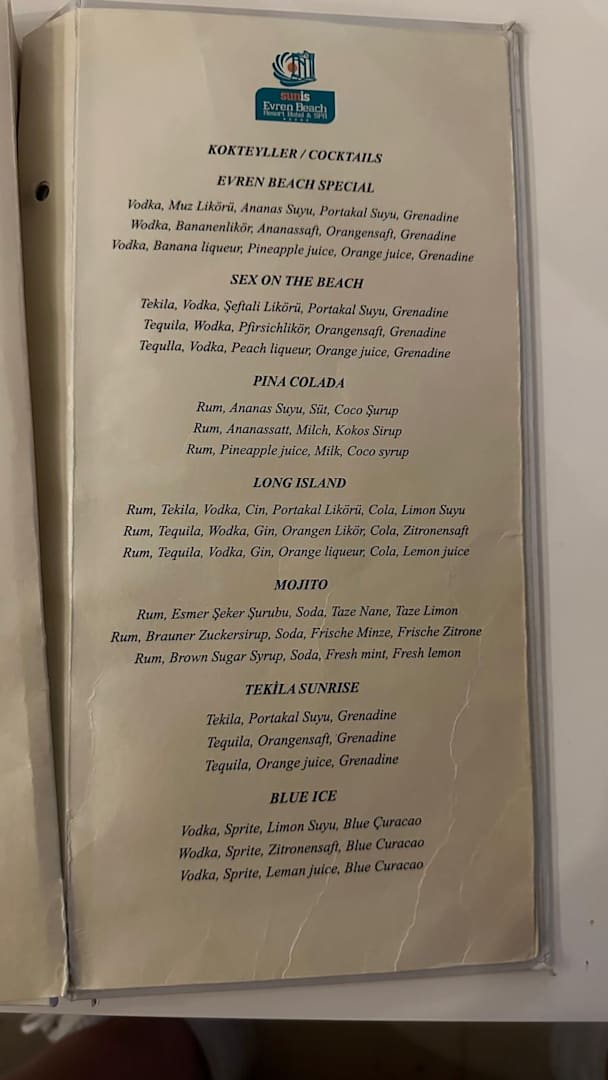 sunis
Evren Beach
Resort Hotel & SPA
KOKTEYLLER / COCKTAILS
EVREN BEACH SPECIAL
Vodka, Muz Likörü, Ananas Suyu, Portakal Suyu, Grenadine
Wodka, Bananenlikör, Ananassaft, Orangensaft, Grenadine
Vodka, Banana liqueur, Pineapple juice, Orange juice, Grenadine
SEX ON THE BEACH
Tekila, Vodka, Şeftali Likörü, Portakal Suyu, Grenadine
Tequila, Wodka, Pfirsichlikör, Orangensaft, Grenadine
Tequlla, Vodka, Peach liqueur, Orange juice, Grenadine
PINA COLADA
Rum, Ananas Suyu, Süt, Coco Şurup
Rum, Ananassatt, Milch, Kokos Sirup
Rum, Pineapple juice, Milk, Coco syrup
LONG ISLAND
Rum, Tekila, Vodka, Cin, Portakal Likörü, Cola, Limon Suyu
Rum, Tequila, Wodka, Gin, Orangen Likör, Cola, Zitronensaft
Rum, Tequila, Vodka, Gin, Orange liqueur, Cola, Lemon juice
MOJITO
Rum, Esmer Şeker Şurubu, Soda, Taze Nane, Taze Limon
Rum, Brauner Zuckersirup, Soda, Frische Minze, Frische Zitrone
Rum, Brown Sugar Syrup, Soda, Fresh mint, Fresh lemon
TEKİLA SUNRISE
Tekila, Portakal Suyu, Grenadine
Tequila, Orangensaft, Grenadine
Tequila, Orange juice, Grenadine
BLUE ICE
Vodka, Sprite, Limon Suyu, Blue Çuracao
Wodka, Sprite, Zitronensaft, Blue Curacao
Vodka, Sprite, Leman juice, Blue Curacao